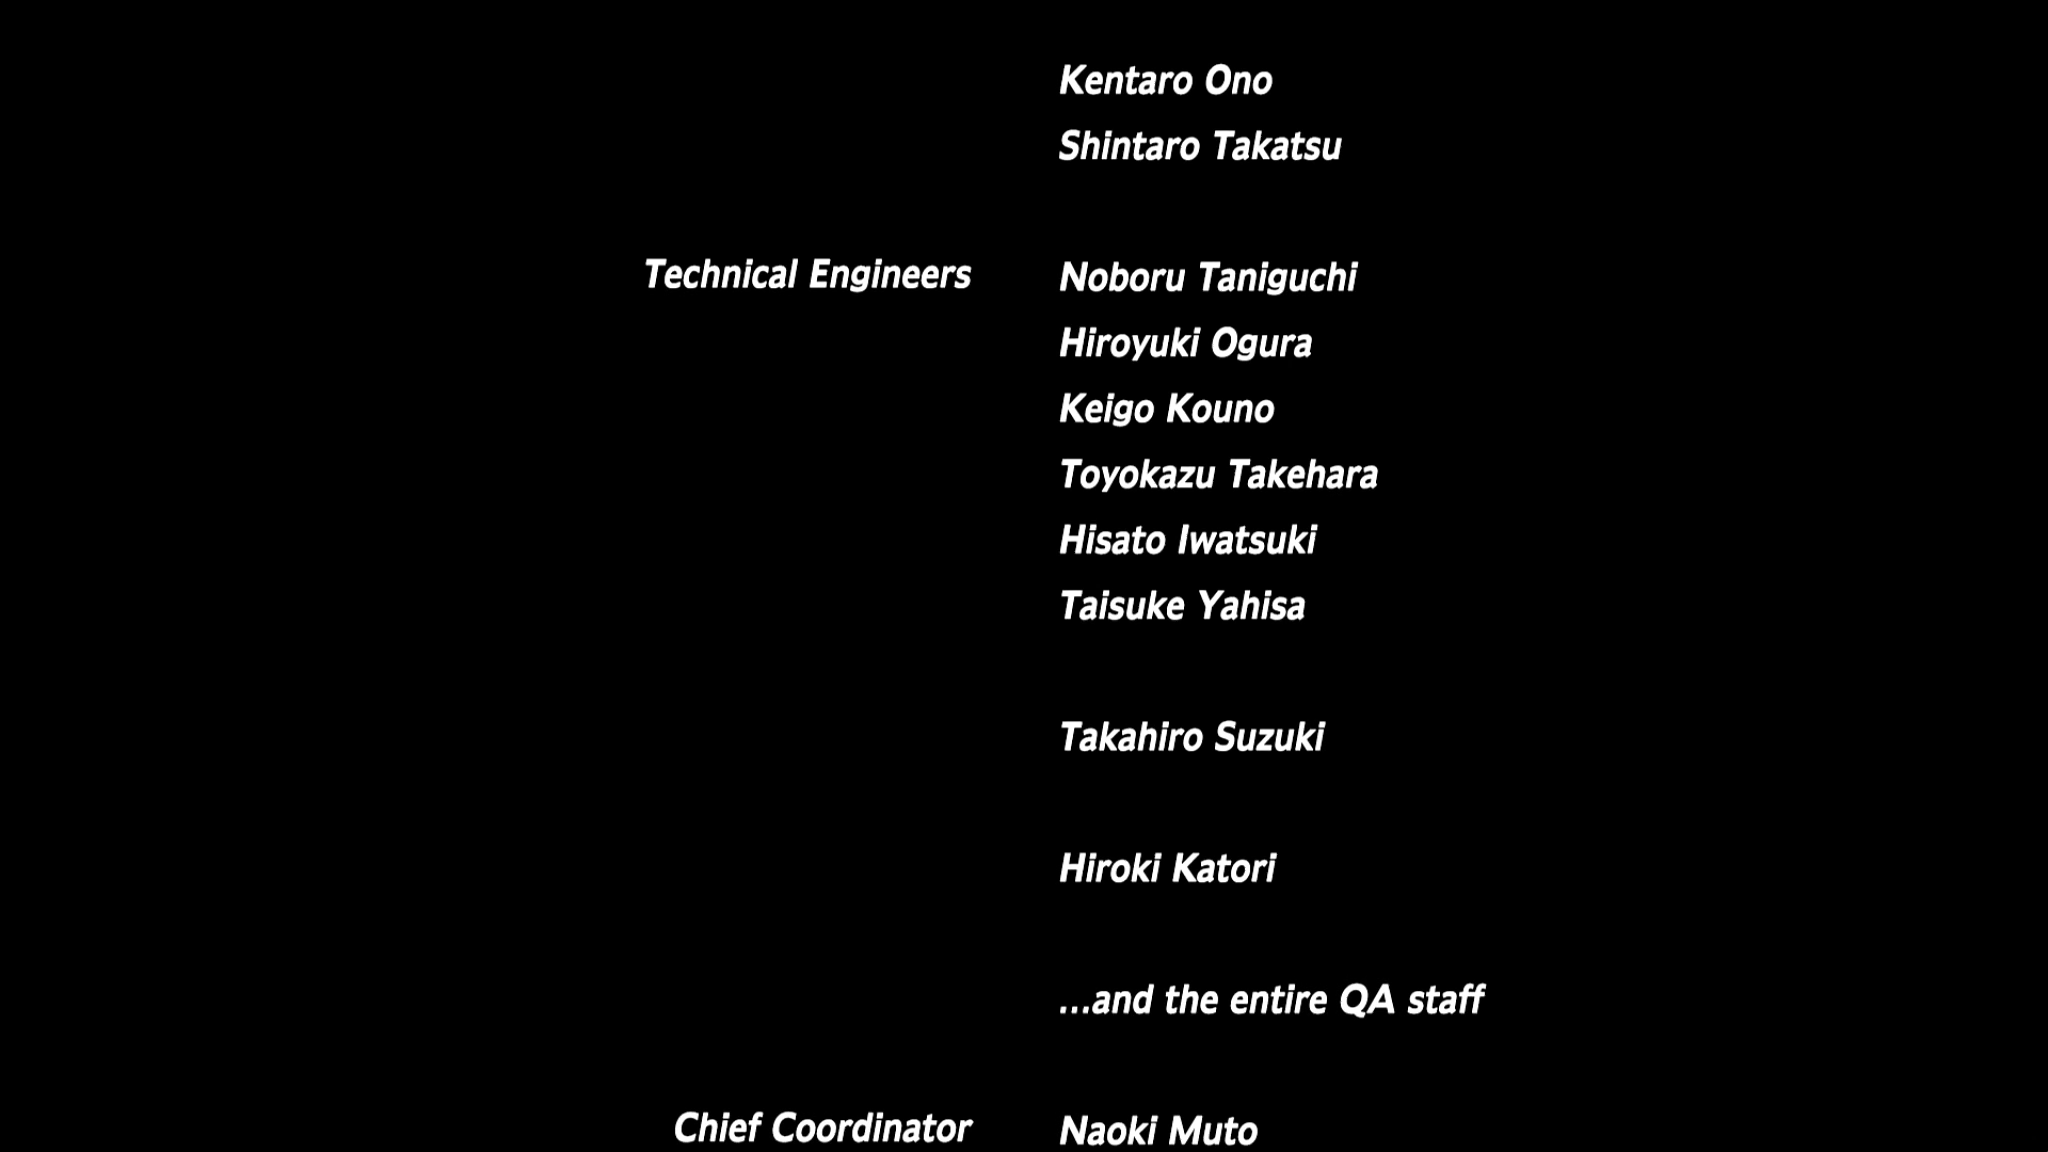 Kentaro Ono
Shintaro Takatsu
Technical Engineers Noboru Taniguchi
Hiroyuki Ogura
Keigo Kouno
Toyokazu Takehara
Hisato Iwatsuki
Taisuke Yahisa
Takahiro Suzuki
Hiroki Katori
...and the entire QA staff
Chief Coordinator Naoki Muto